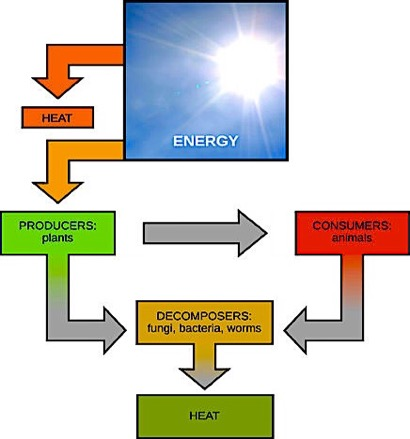 ENERGY
HEAT
PRODUCERS:
plants
CONSUMERS:
animals
DECOMPOSERS:
fungi, bacteria, worms
HEAT